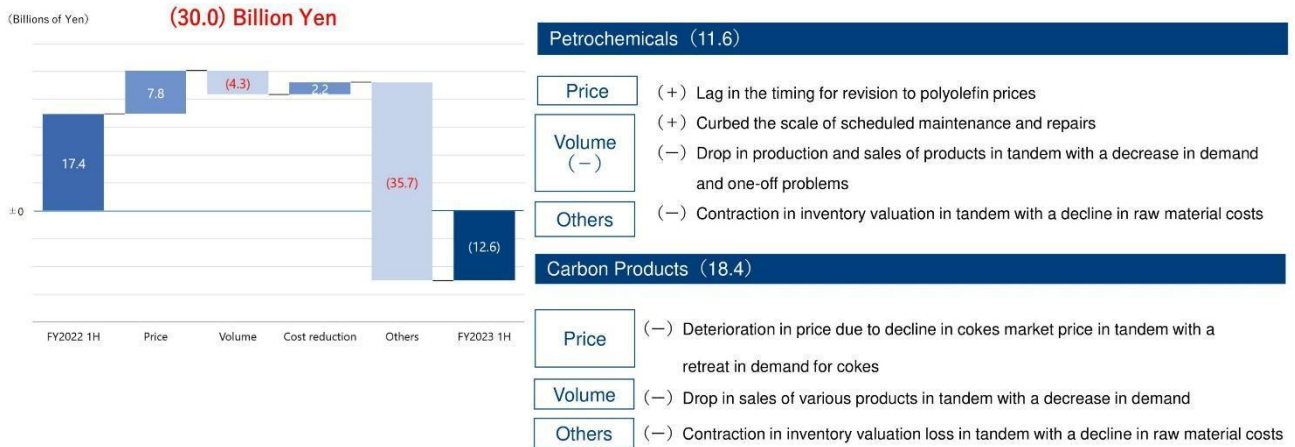 (Billions of Yen)
(30.0) Billion Yen
±0
17.4
7.8
(4.3)
2.2
(35.7)
(12.6)
FY2022 1H
Price
Volume
Cost reduction
Others
FY2023 1H
Petrochemicals（11.6）
Price
（＋）Lag in the timing for revision to polyolefin prices
Volume
（－）
（＋）Curbed the scale of scheduled maintenance and repairs
（－）Drop in production and sales of products in tandem with a decrease in demand
and one-off problems
Others
（－）Contraction in inventory valuation in tandem with a decline in raw material costs
Carbon Products（18.4）
Price
（－）Deterioration in price due to decline in cokes market price in tandem with a
retreat in demand for cokes
Volume
（－）Drop in sales of various products in tandem with a decrease in demand
Others
（－）Contraction in inventory valuation loss in tandem with a decline in raw material costs